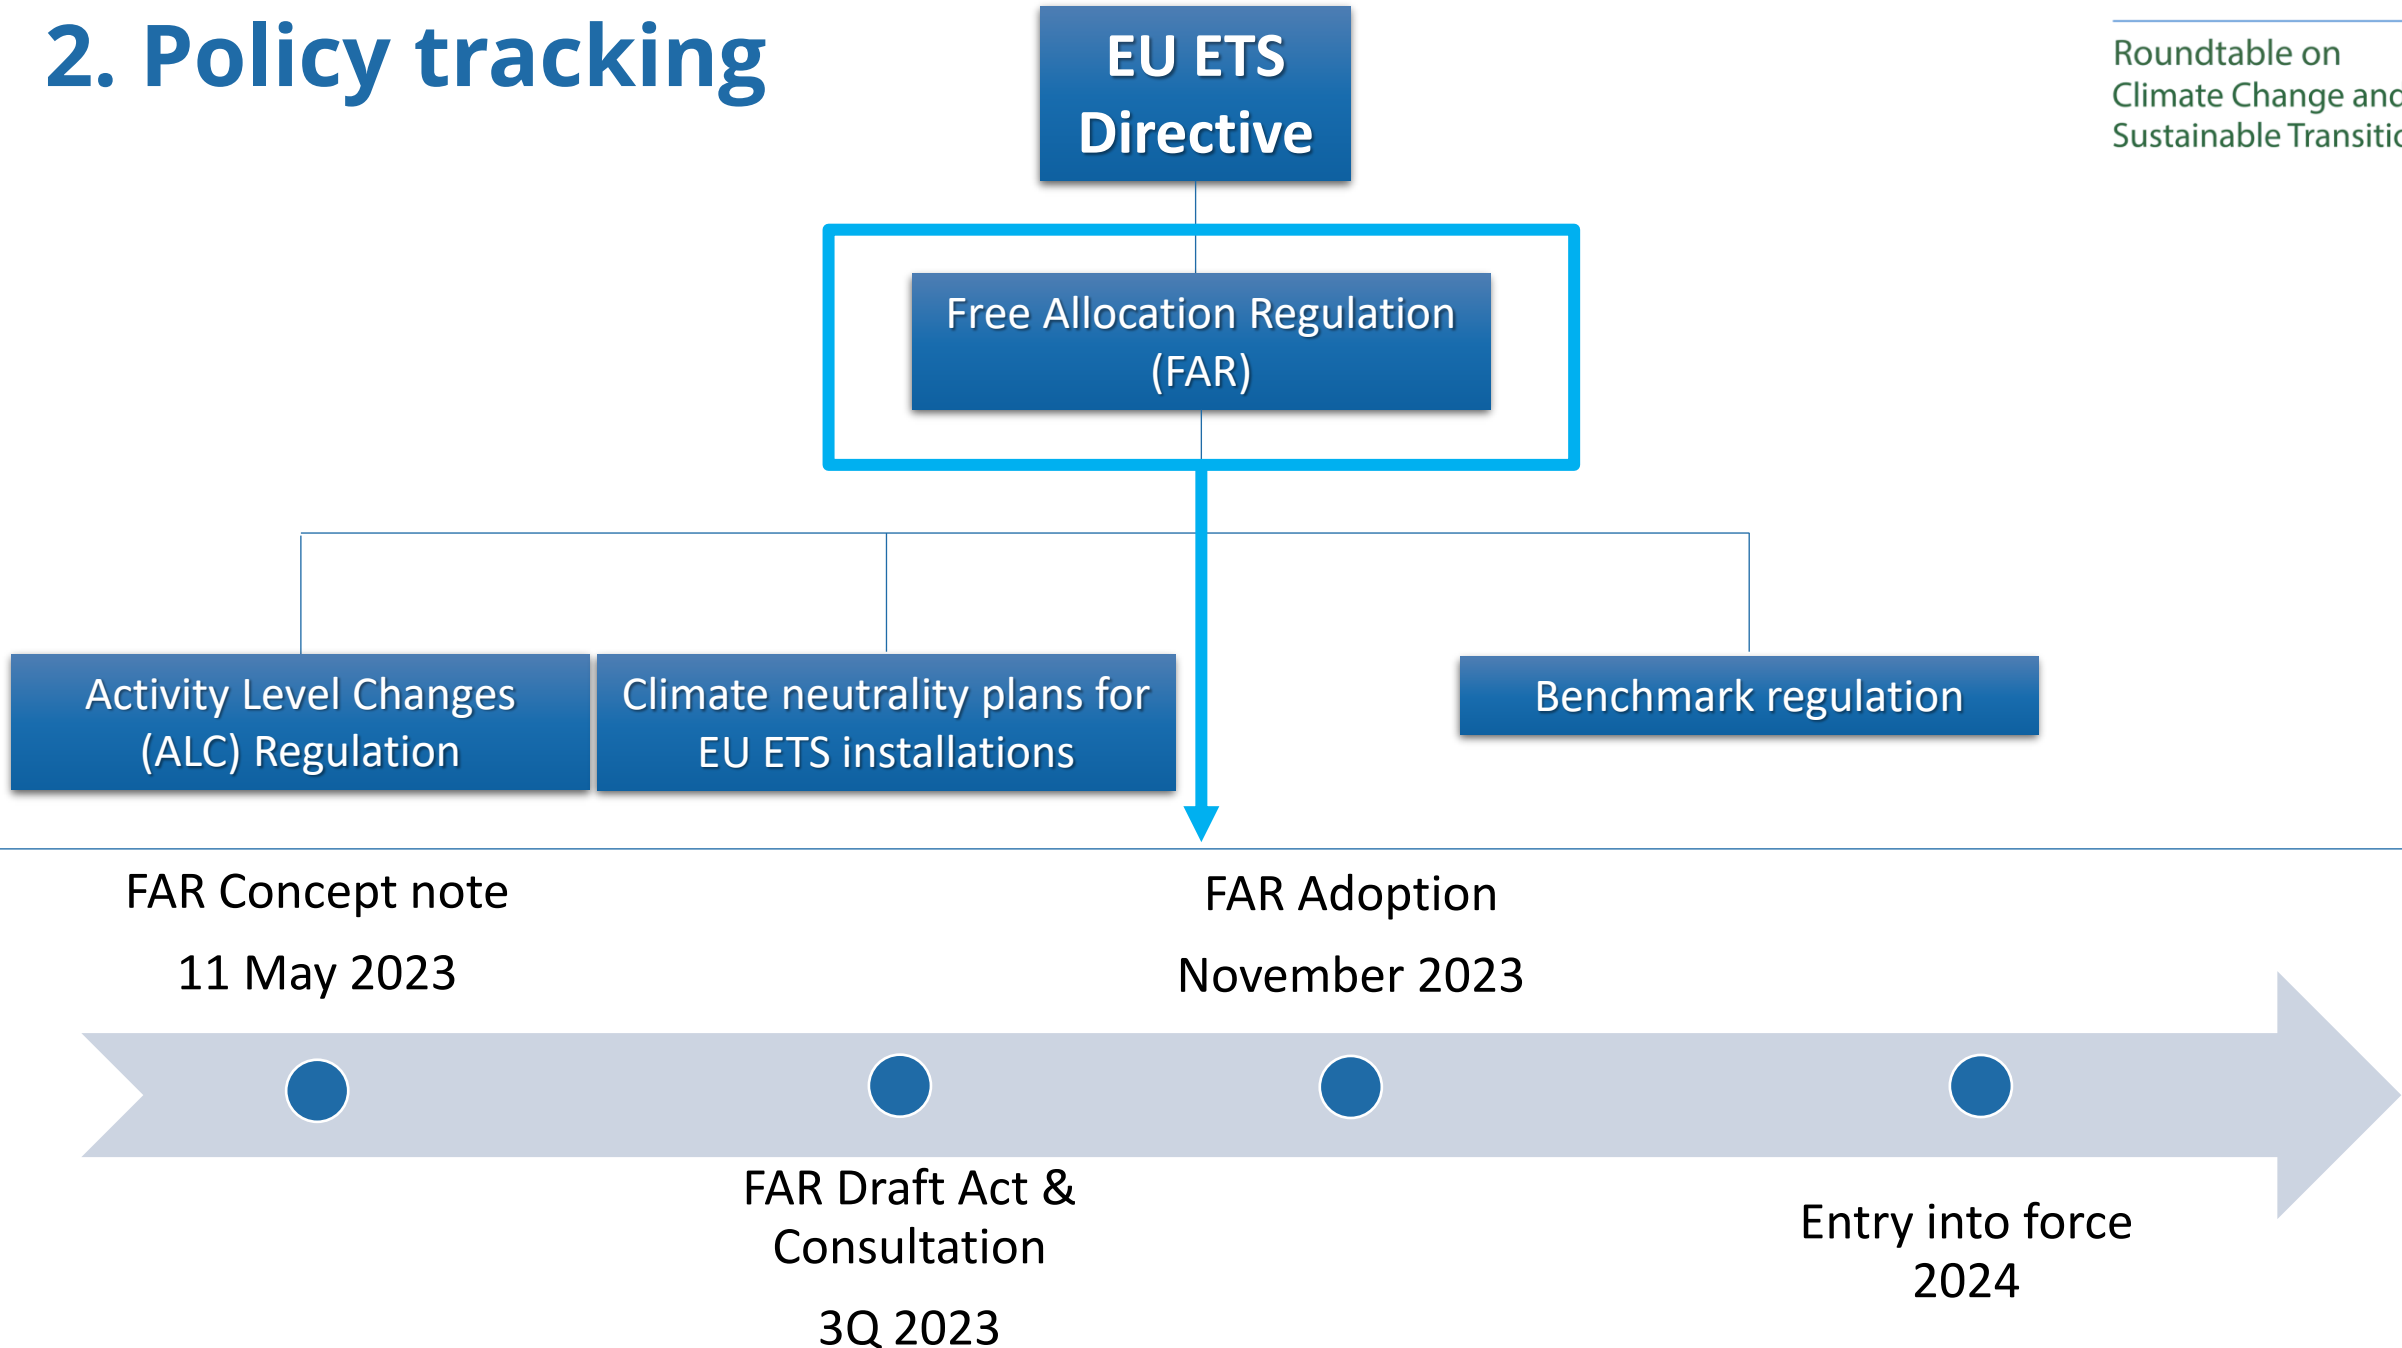 2. Policy tracking
EU ETS
Directive
Roundtable on
Climate Change and
Sustainable
Free Allocation Regulation
(FAR)
Activity Level Changes
(ALC) Regulation
Climate neutrality plans for
EU ETS installations
Benchmark regulation
FAR Concept note
11 May 2023
FAR Adoption
November 2023
FAR Draft Act &
Consultation
3Q 2023
Entry into force
2024